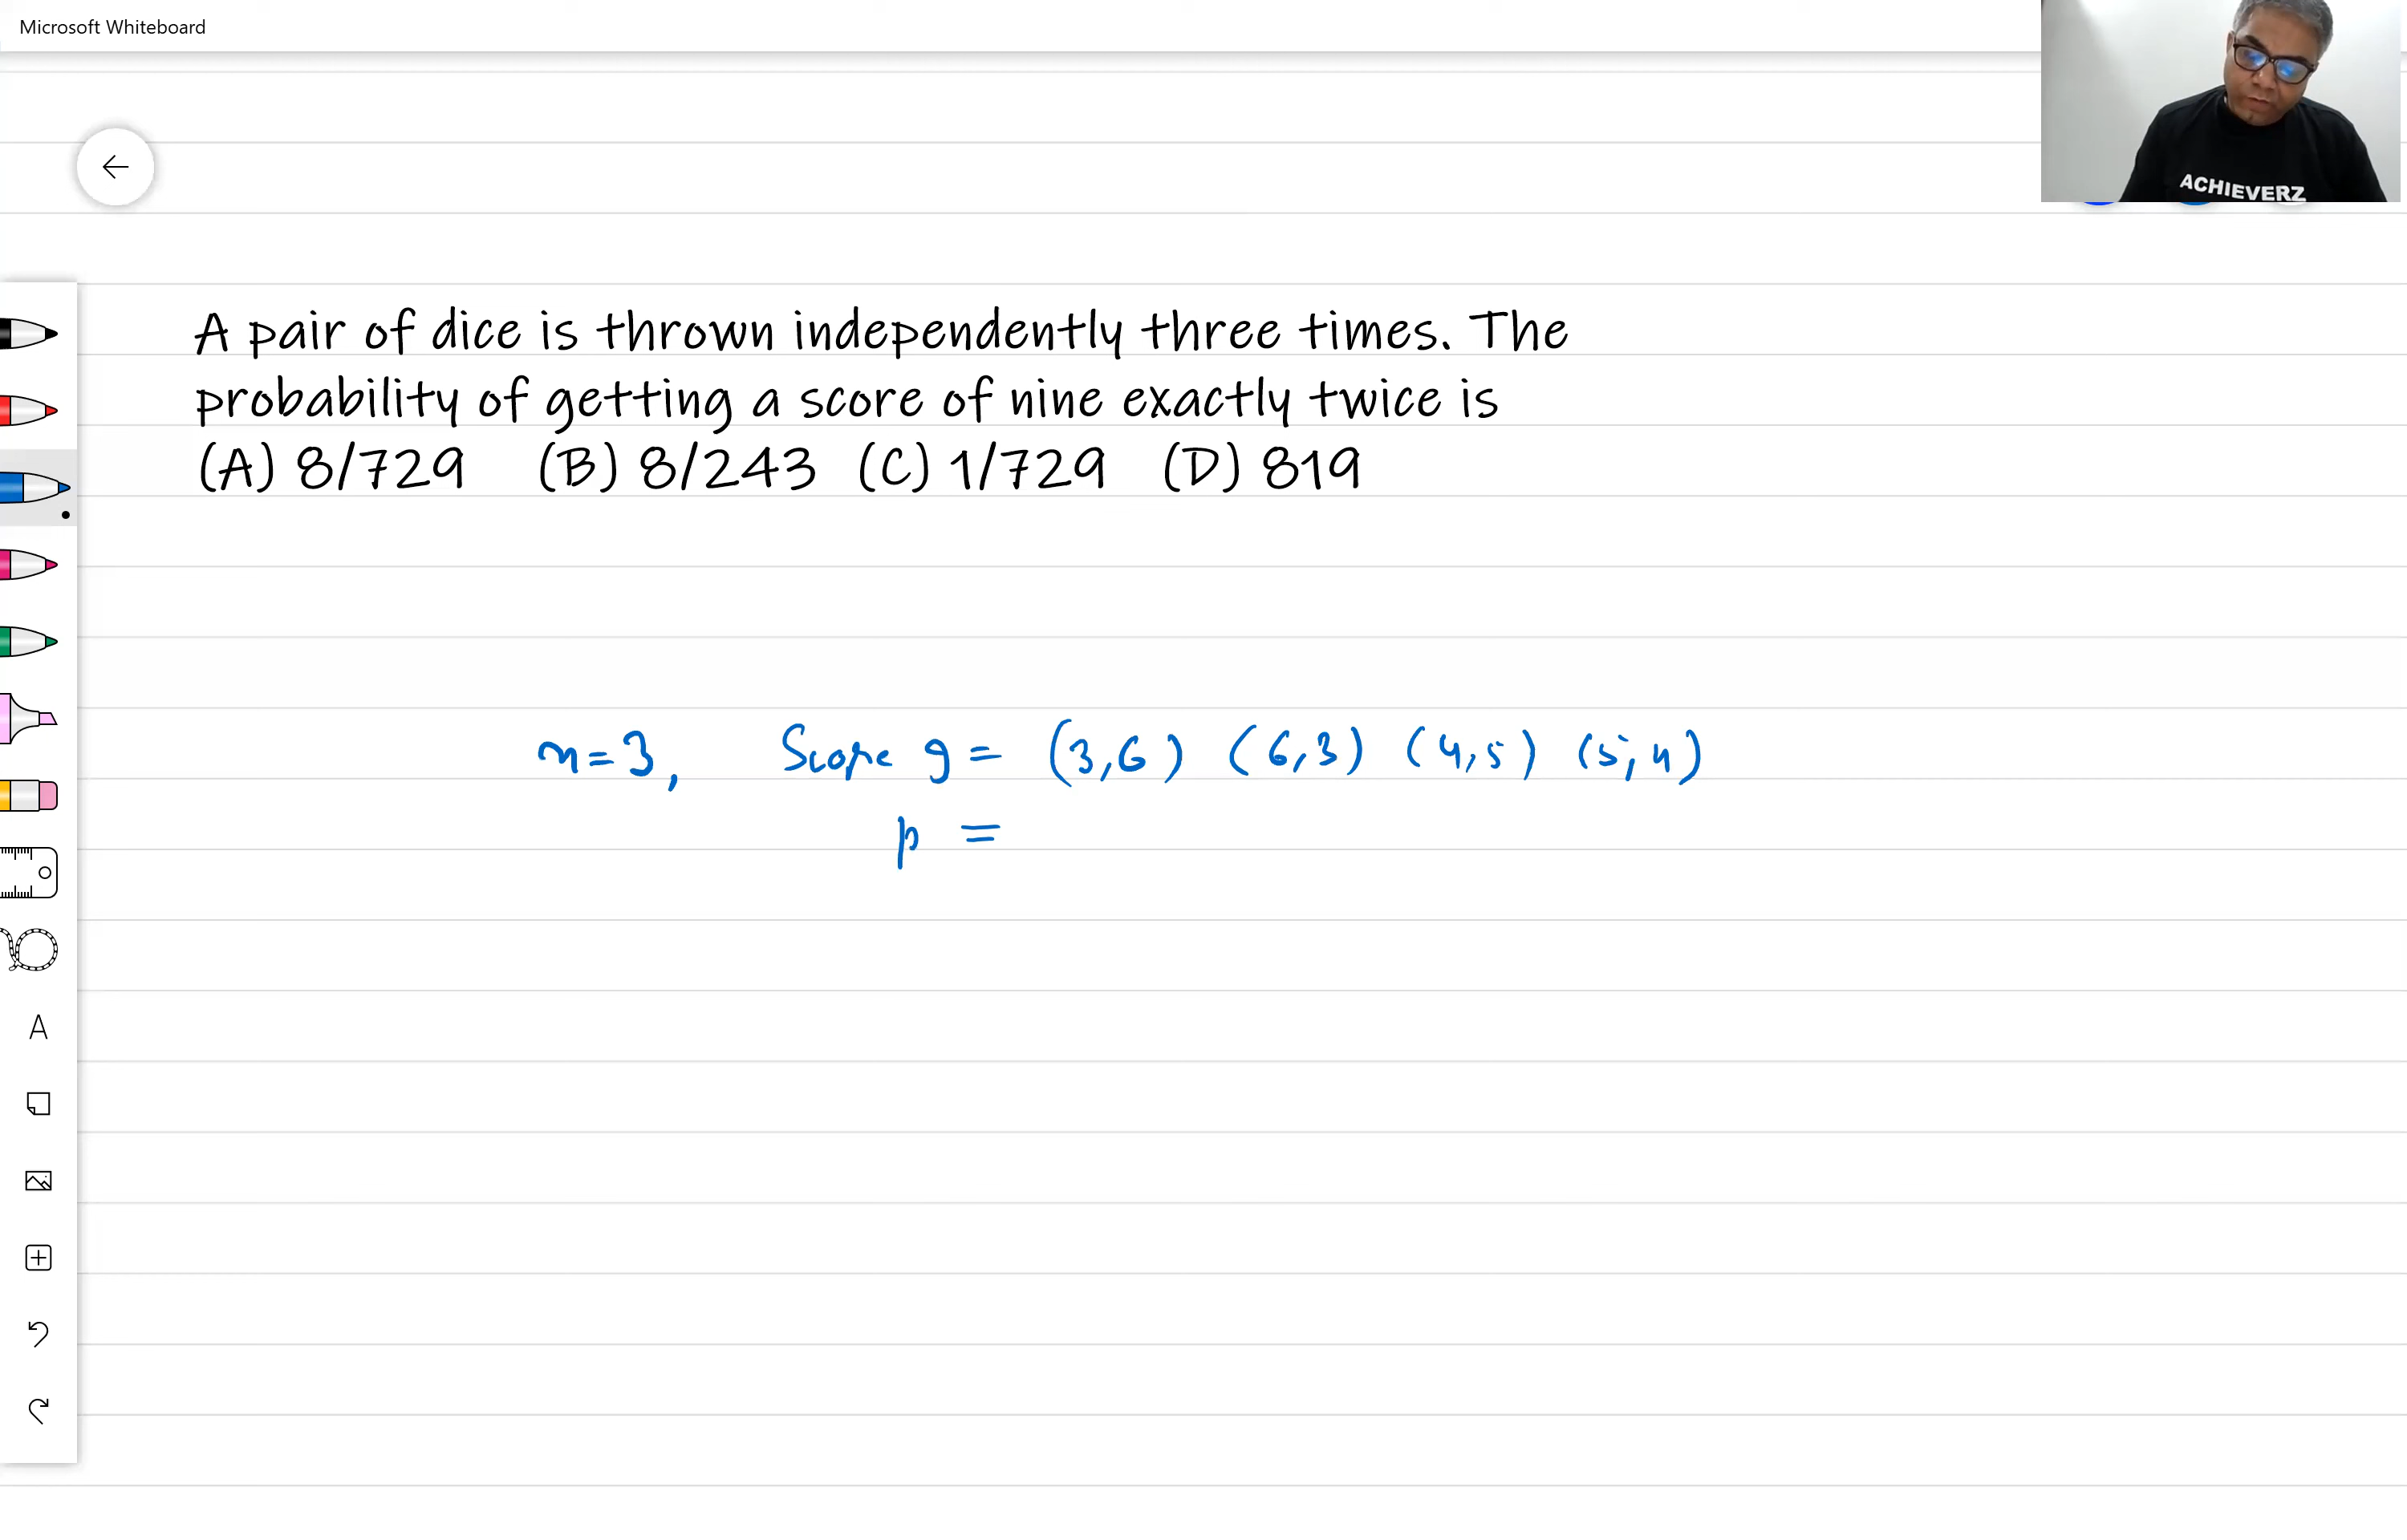 Microsoft Whiteboard
ACHIEVERZ
A pair of dice is thrown independently three times. The
probability of getting a score of nine exactly twice is
(A) 8/729 (B) 8/243 (C) 1/729 (D) 819
n=3, Score 9 = (3,6) (6,3) (4,5) (5,4)
p =
A